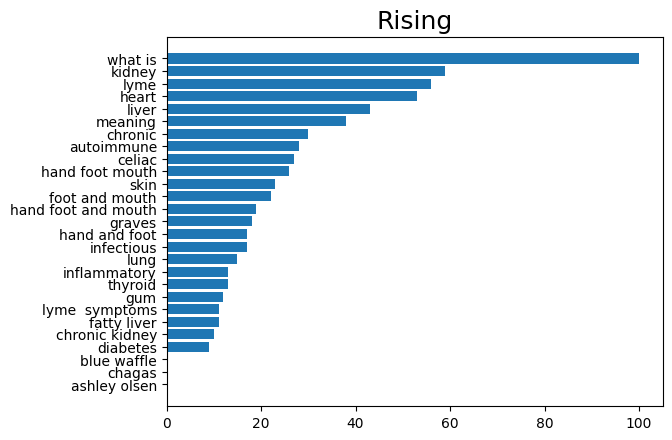 Rising
what is
kidney
lyme
heart
liver
meaning
chronic
autoimmune
celiac
hand foot mouth
skin
foot and mouth
hand foot and mouth
graves
hand and foot
infectious
lung
inflammatory
thyroid
gum
lyme  symptoms
fatty liver
chronic kidney
diabetes
blue waffle
chagas
ashley olsen
0 20 40 60 80 100